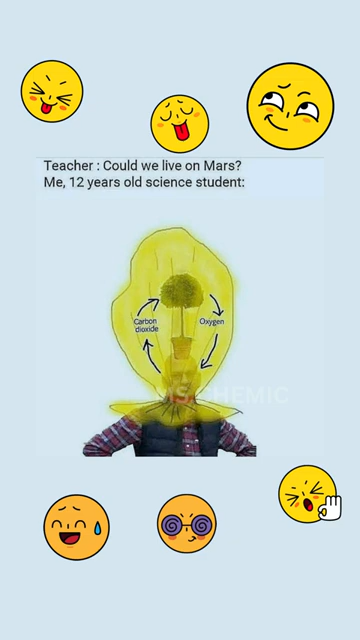 Teacher : Could we live on Mars?
Me, 12 years old science student:
Carbon
dioxide
Oxygen